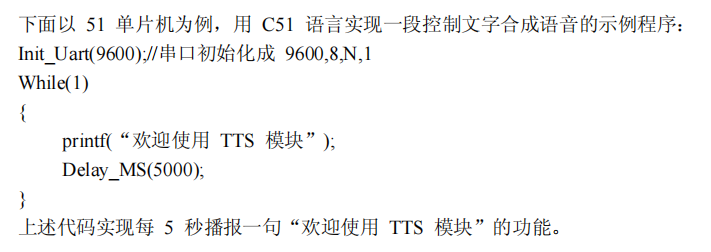 下面以 51 单片机为例，用 C51 语言实现一段控制文字合成语音的示例程序：
Init_Uart(9600);//串口初始化成 9600,8,N,1
While(1)
{
printf(“欢迎使用 TTS 模块”);
Delay_MS(5000);
}
上述代码实现每 5 秒播报一句“欢迎使用 TTS 模块”的功能。